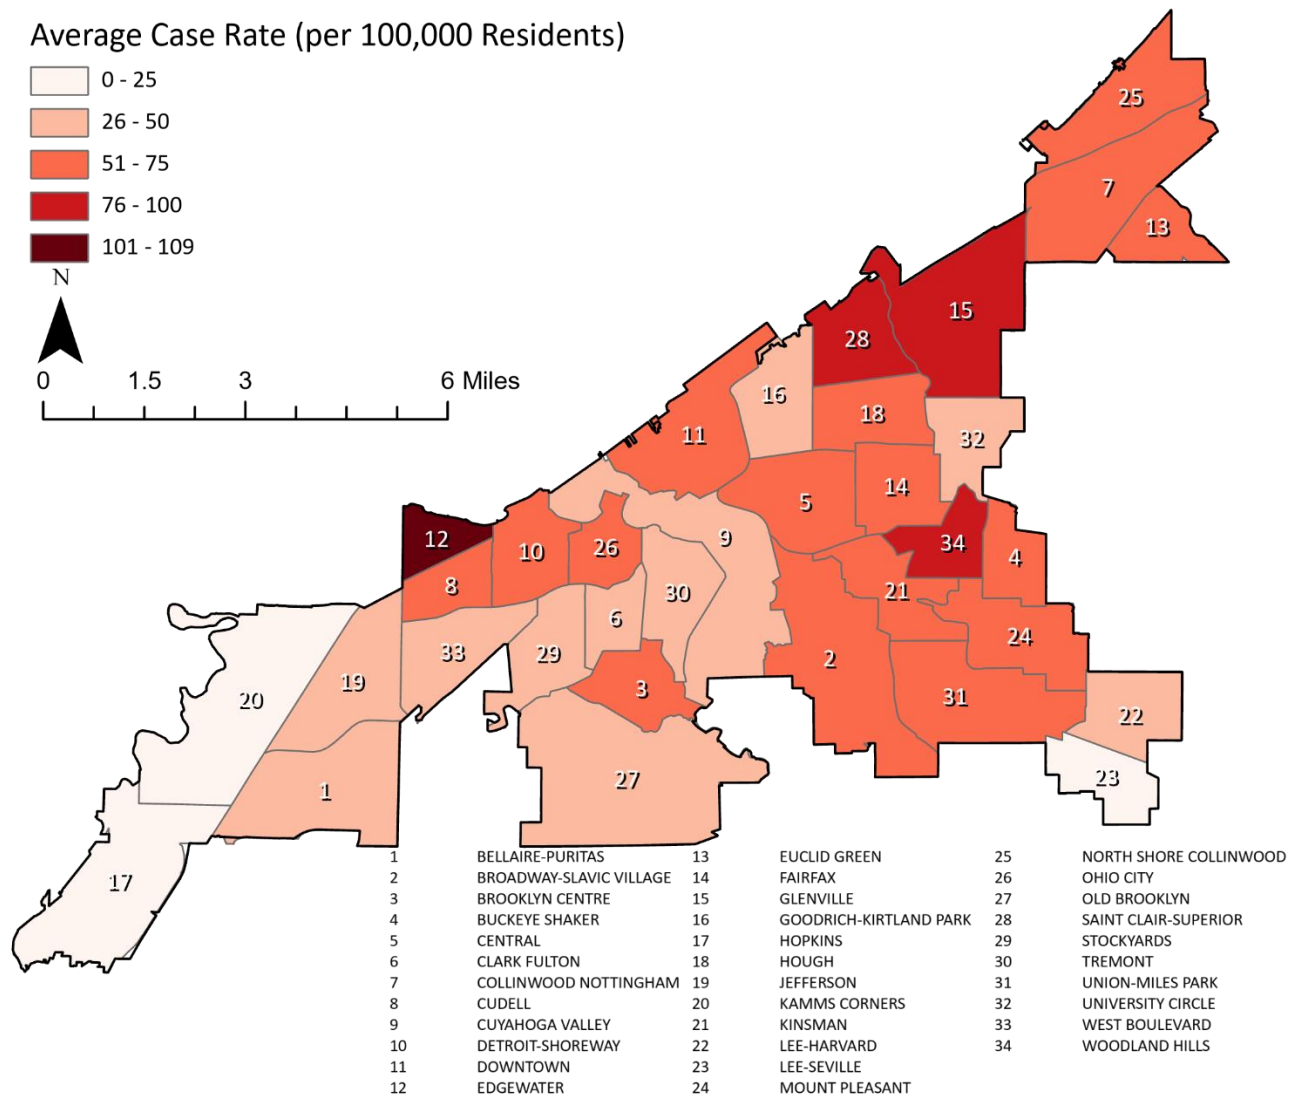 Average Case Rate (per 100,000 Residents)
0 - 25
26 - 50
51 - 75
76 - 100
101 - 109
N
0 1.5 3 6 Miles
25
7
13
15
28
16
18
11
32
5
14
12
10
26
9
34
4
8
30
21
6
24
33
29
2
19
20
3
31
22
27
23
1
17
1 BELLAIRE-PURITAS 13 EUCLID GREEN 25 NORTH SHORE COLLINWOOD
2 BROADWAY-SLAVIC VILLAGE 14 FAIRFAX 26 OHIO CITY
3 BROOKLYN CENTRE 15 GLENVILLE 27 OLD BROOKLYN
4 BUCKEYE SHAKER 16 GOODRICH-KIRTLAND PARK 28 SAINT CLAIR-SUPERIOR
5 CENTRAL 17 HOPKINS 29 STOCKYARDS
6 CLARK FULTON 18 HOUGH 30 TREMONT
7 COLLINWOOD NOTTINGHAM 19 JEFFERSON 31 UNION-MILES PARK
8 CUDELL 20 KAMMS CORNERS 32 UNIVERSITY CIRCLE
9 CUYAHOGA VALLEY 21 KINSMAN 33 WEST BOULEVARD
10 DETROIT-SHOREWAY 22 LEE-HARVARD 34 WOODLAND HILLS
11 DOWNTOWN 23 LEE-SEVILLE
12 EDGEWATER 24 MOUNT PLEASANT